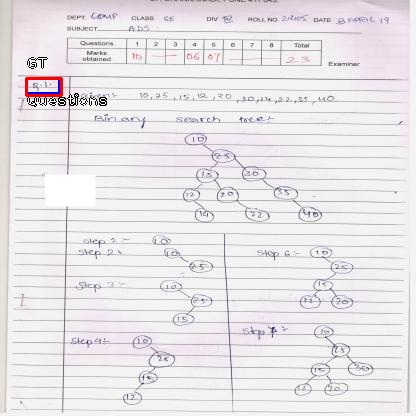 DEPT. COMP CLASS SE DIV ROLL NO. DATE 8 APRIL 19
SUBJECT ADS
Questions 1 2 3 4 5 6 7 8 Total
Marks obtained 10 — — 06 07 — — 23
Examiner
GT
Q.1.
Questions
10, 25, 15, 12, 20, 30, 14, 22, 35, 40.
Binary search tree:-
10
25
15 30
12 20 35
14 22 40
Step 1 :- 10
Step 2 :- 10
25
Step 3 :- 10
25
15
Step 4 :- 10
25
15
12
Step 6 :- 10
25
15
12 20
Step 7 :- 10
25
15 30
12 20